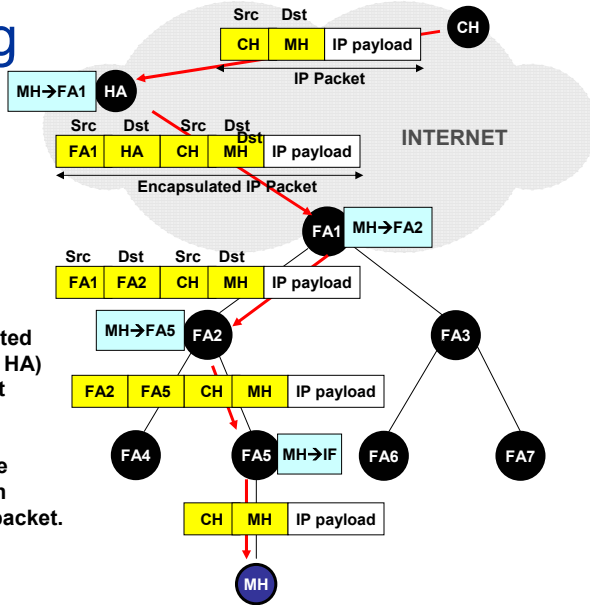 g
Src Dst
CH MH IP payload
CH
IP Packet
MH→FA1 HA
Src Dst Src Dst
Dst
FA1 HA CH MH IP payload
INTERNET
Encapsulated IP Packet
FA1 MH→FA2
Src Dst Src Dst
FA1 FA2 CH MH IP payload
MH→FA5 FA2
FA3
ted
HA)
t
FA2 FA5 CH MH IP payload
FA4 FA5 MH→IF FA6 FA7
e
n
packet.
CH MH IP payload
MH